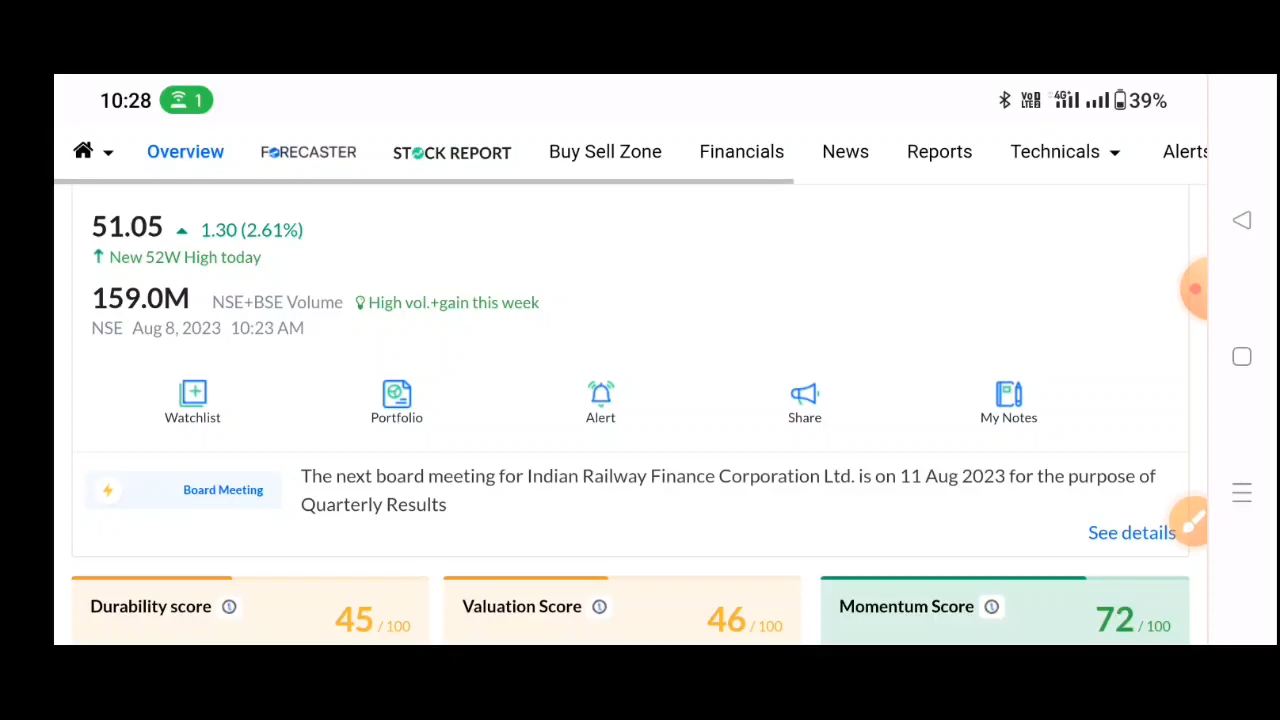 10:28 1 4G+ Vo LTE2 39%
Overview FORECASTER STOCK REPORT Buy Sell Zone Financials News Reports Technicals Alerts
51.05 1.30 (2.61%)
New 52W High today
159.0M NSE+BSE Volume High vol.+gain this week
NSE Aug 8, 2023 10:23 AM
Watchlist Portfolio Alert Share My Notes
Board Meeting
The next board meeting for Indian Railway Finance Corporation Ltd. is on 11 Aug 2023 for the purpose of
Quarterly Results
See details
Durability score 45 / 100
Valuation Score 46 / 100
Momentum Score 72 / 100